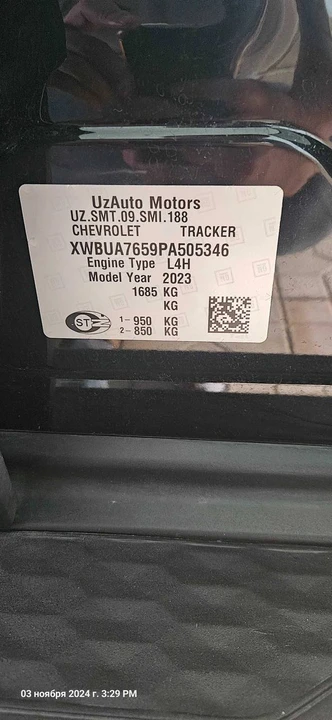 UzAuto Motors
UZ.SMT.09.SMI.188
CHEVROLET TRACKER
XWBUA7659PA505346
Engine Type L4H
Model Year 2023
1685 KG
KG
ST 1- 950 KG
2- 850 KG
03 ноября 2024 г. 3:29 PM